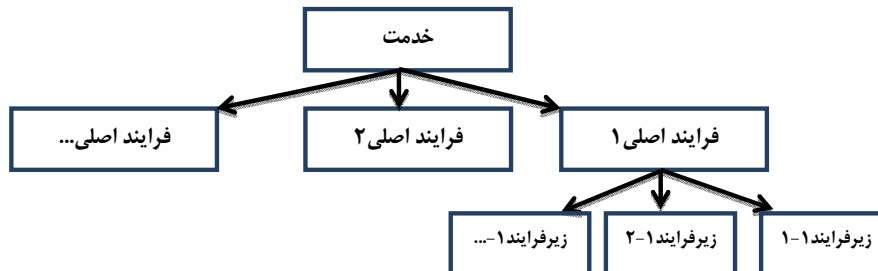 خدمت
فرایند اصلی۱
فرایند اصلی۲
فرایند اصلی...
زیرفرایند۱-۱
زیرفرایند۱-۲
زیرفرایند۱-...